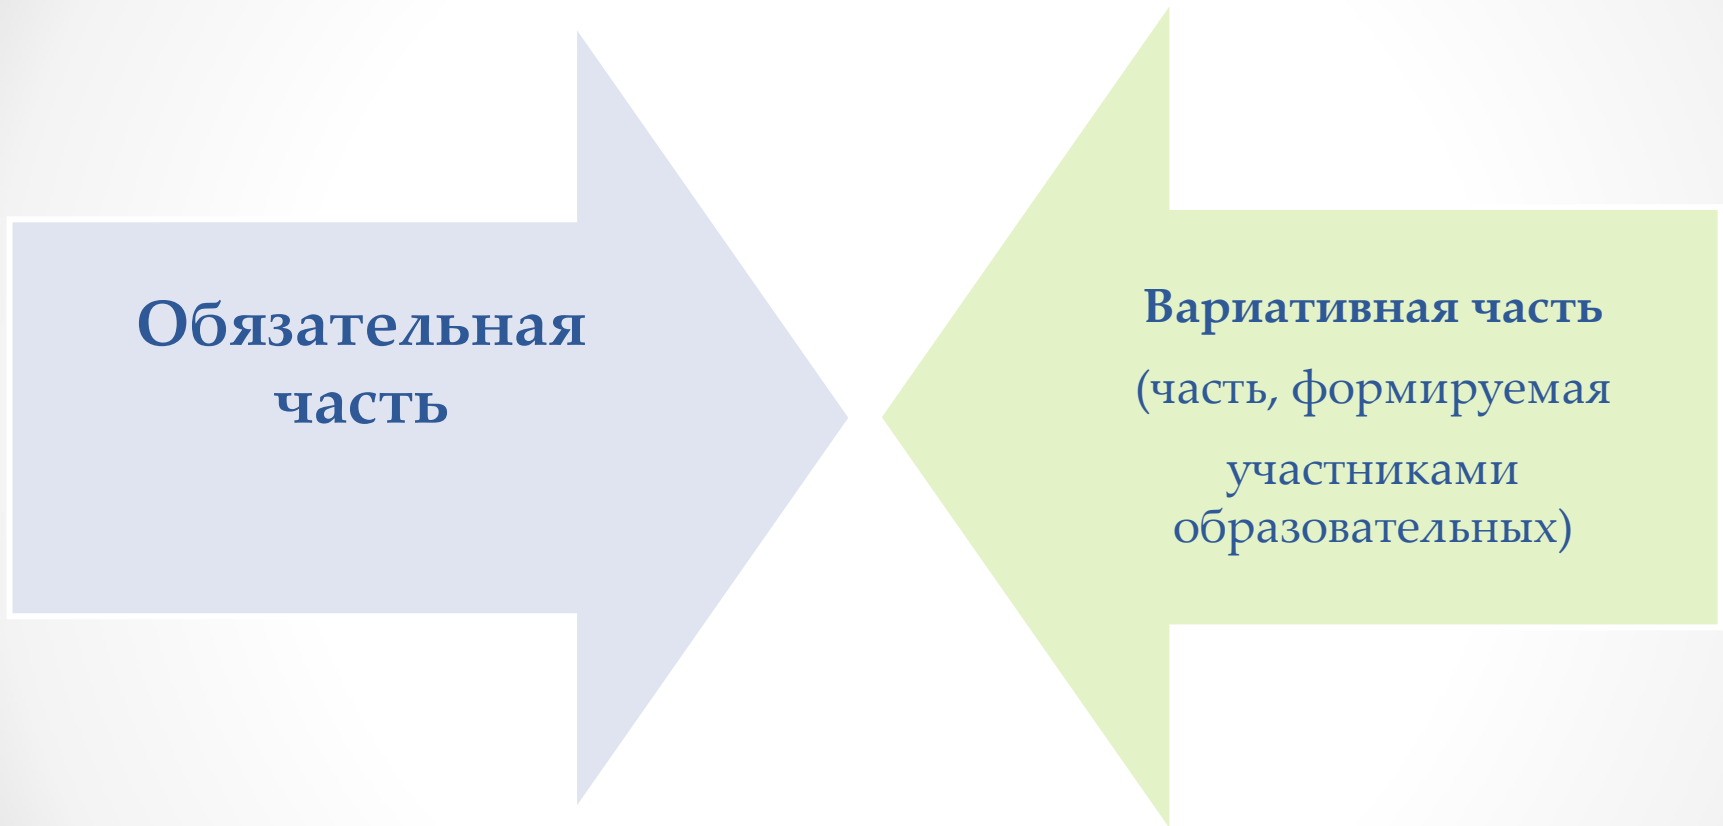 Обязательная
часть
Вариативная часть
(часть, формируемая
участниками
образовательных)